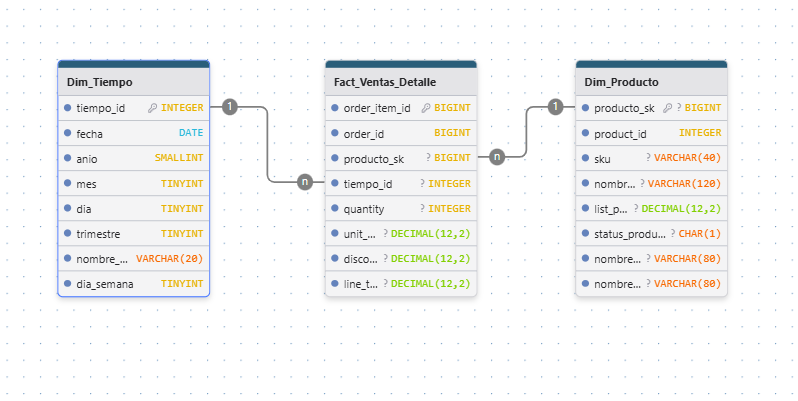 Dim_Tiempo
tiempo_id INTEGER
fecha DATE
anio SMALLINT
mes TINYINT
dia TINYINT
trimestre TINYINT
nombre_... VARCHAR(20)
dia_semana TINYINT
1
n
Fact_Ventas_Detalle
order_item_id BIGINT
order_id BIGINT
producto_sk ? BIGINT
tiempo_id ? INTEGER
quantity ? INTEGER
unit_... ? DECIMAL(12,2)
disco... ? DECIMAL(12,2)
line_t... ? DECIMAL(12,2)
n
1
Dim_Producto
producto_sk ? BIGINT
product_id INTEGER
sku ? VARCHAR(40)
nombr... ? VARCHAR(120)
list_p... ? DECIMAL(12,2)
status_produ... ? CHAR(1)
nombre... ? VARCHAR(80)
nombre... ? VARCHAR(80)